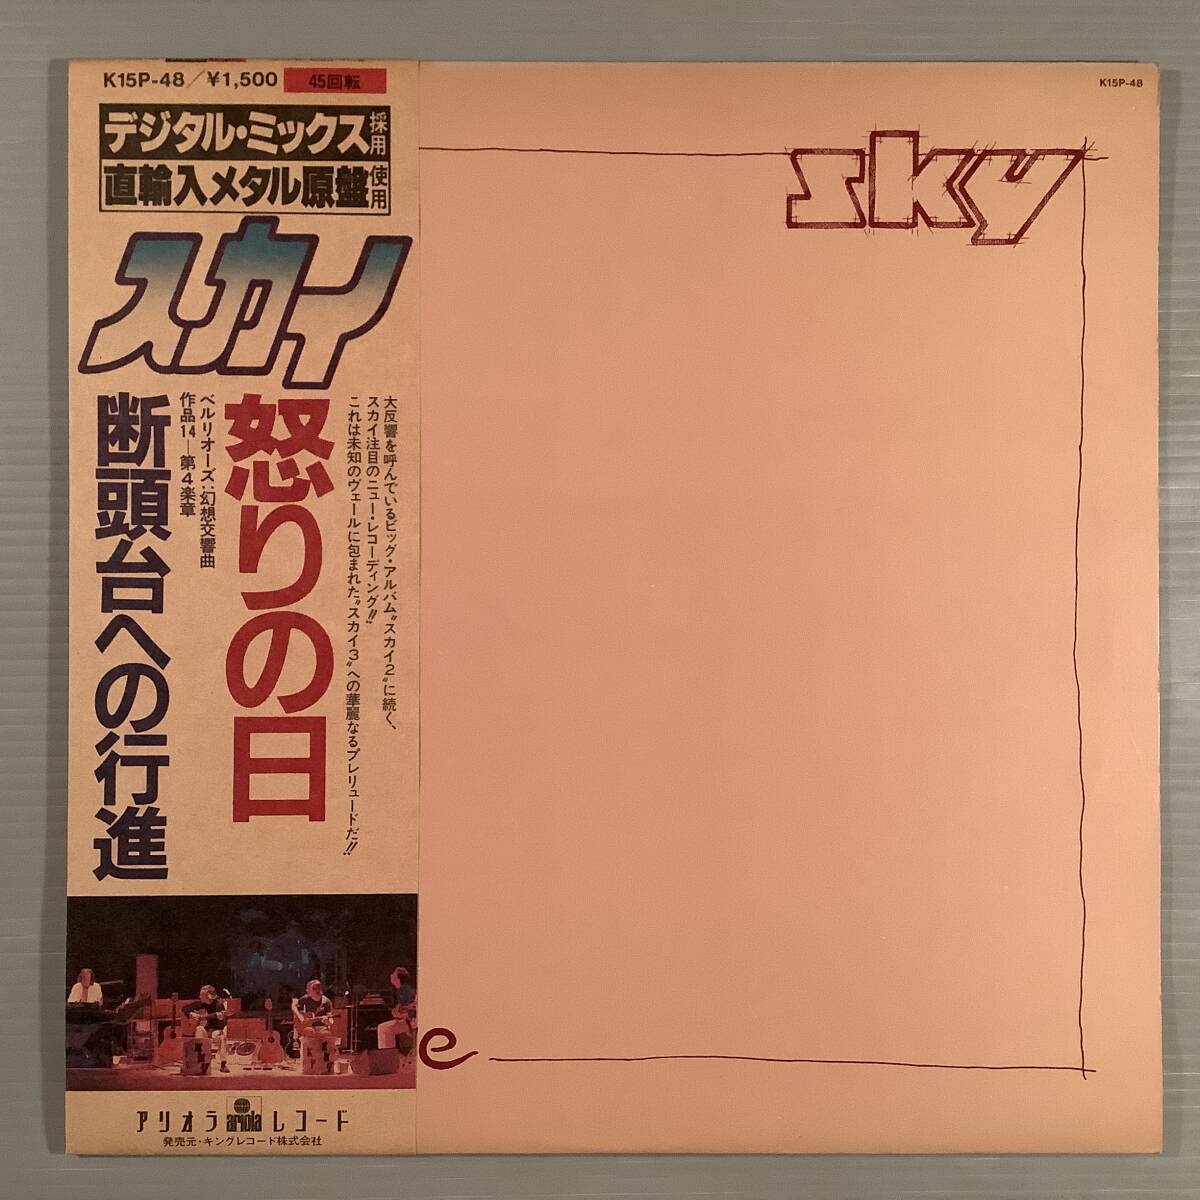 K15P-48/¥1,500 45回転
K15P-48
デジタル・ミックス採用
直輸入メタル原盤使用
sky
スカイ
大反響を呼んでいるビッグ・アルバム“スカイ2”に続く、
スカイ注目のニュー・レコーディング!!
これは未知のヴェールに包まれた“スカイ3”への華麗なるプレリュードだ!!
怒りの日
ベルリオーズ:幻想交響曲
作品14―第4楽章
断頭台への行進
e
アリオラ ariola レコード
発売元・キングレコード株式会社